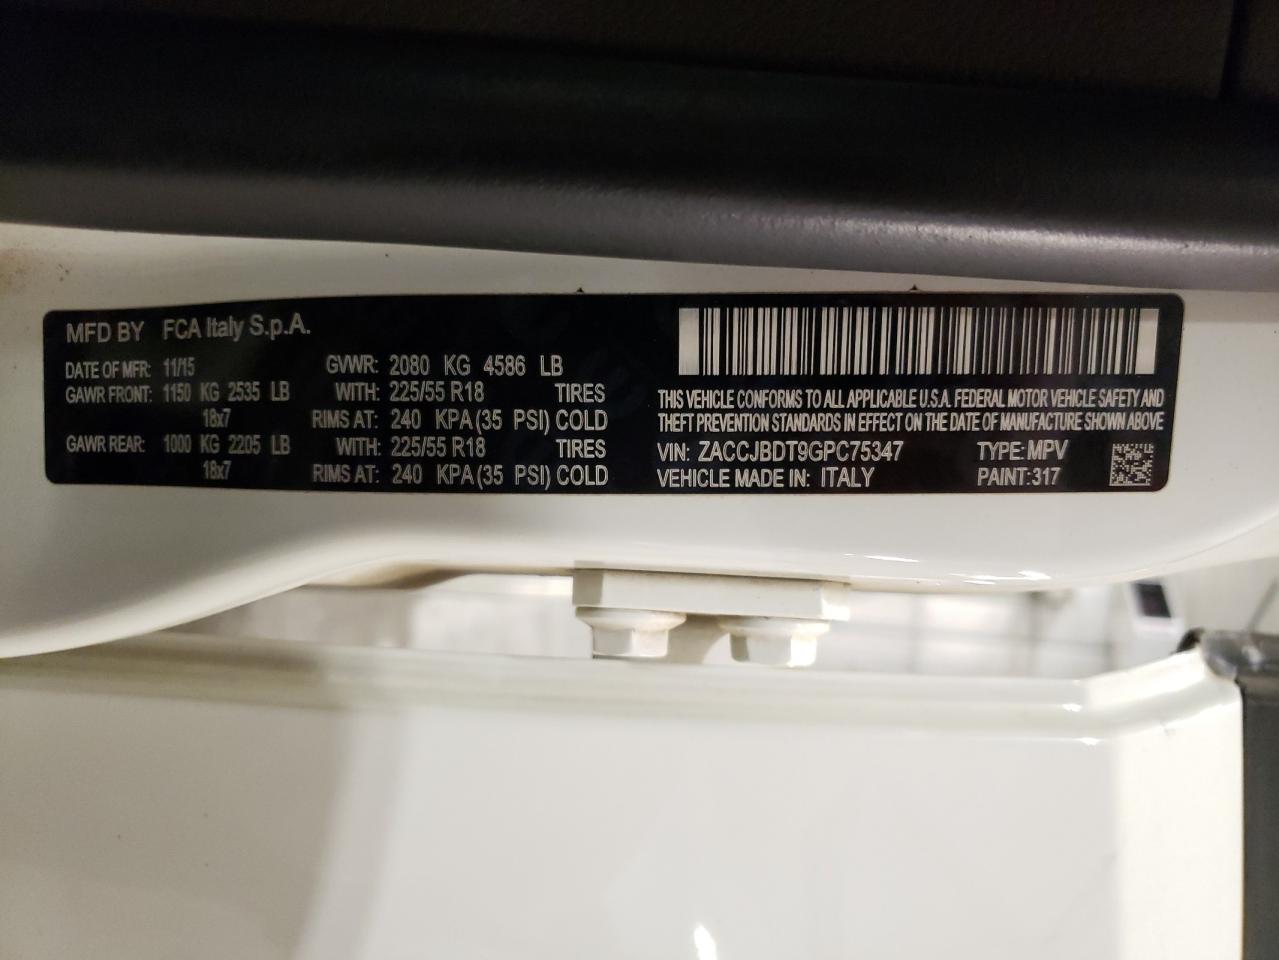 MFD BY FCA Italy S.p.A.
DATE OF MFR: 11/15 GVWR: 2080 KG 4586 LB
GAWR FRONT: 1150 KG 2535 LB WITH: 225/55 R18 TIRES
18x7 RIMS AT: 240 KPA (35 PSI) COLD
GAWR REAR: 1000 KG 2205 LB WITH: 225/55 R18 TIRES
18x7 RIMS AT: 240 KPA (35 PSI) COLD
THIS VEHICLE CONFORMS TO ALL APPLICABLE U.S.A. FEDERAL MOTOR VEHICLE SAFETY AND
THEFT PREVENTION STANDARDS IN EFFECT ON THE DATE OF MANUFACTURE SHOWN ABOVE
VIN: ZACCJBDT9GPC75347 TYPE: MPV
VEHICLE MADE IN: ITALY PAINT: 317